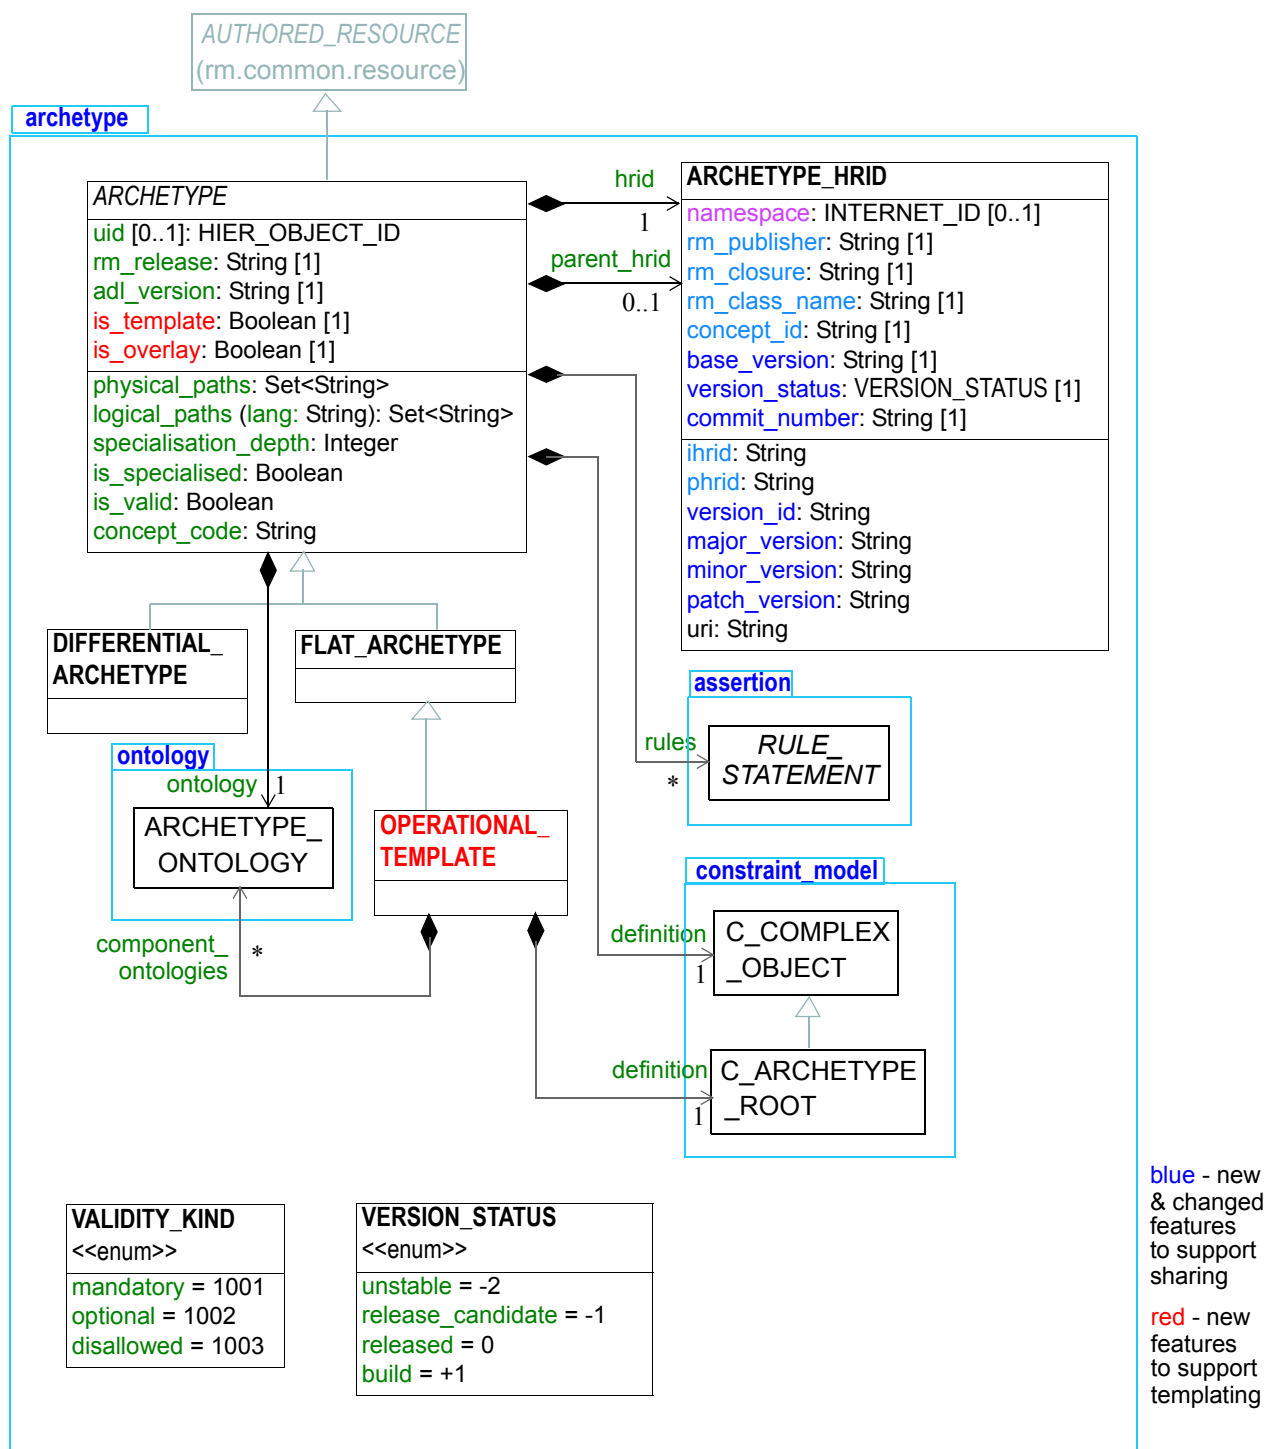 AUTHORED_RESOURCE
(rm.common.resource)
archetype
ARCHETYPE
uid [0..1]: HIER_OBJECT_ID
rm_release: String [1]
adl_version: String [1]
is_template: Boolean [1]
is_overlay: Boolean [1]
physical_paths: Set<String>
logical_paths (lang: String): Set<String>
specialisation_depth: Integer
is_specialised: Boolean
is_valid: Boolean
concept_code: String
hrid
1
parent_hrid
0..1
ARCHETYPE_HRID
namespace: INTERNET_ID [0..1]
rm_publisher: String [1]
rm_closure: String [1]
rm_class_name: String [1]
concept_id: String [1]
base_version: String [1]
version_status: VERSION_STATUS [1]
commit_number: String [1]
ihrid: String
phrid: String
version_id: String
major_version: String
minor_version: String
patch_version: String
uri: String
DIFFERENTIAL_
ARCHETYPE
FLAT_ARCHETYPE
assertion
rules
*
RULE_
STATEMENT
ontology
ontology
1
ARCHETYPE_
ONTOLOGY
OPERATIONAL_
TEMPLATE
component_
ontologies
*
constraint_model
definition
1
C_COMPLEX
_OBJECT
definition
1
C_ARCHETYPE
_ROOT
VALIDITY_KIND
<<enum>>
mandatory = 1001
optional = 1002
disallowed = 1003
VERSION_STATUS
<<enum>>
unstable = -2
release_candidate = -1
released = 0
build = +1
blue - new
& changed
features
to support
sharing
red - new
features
to support
templating